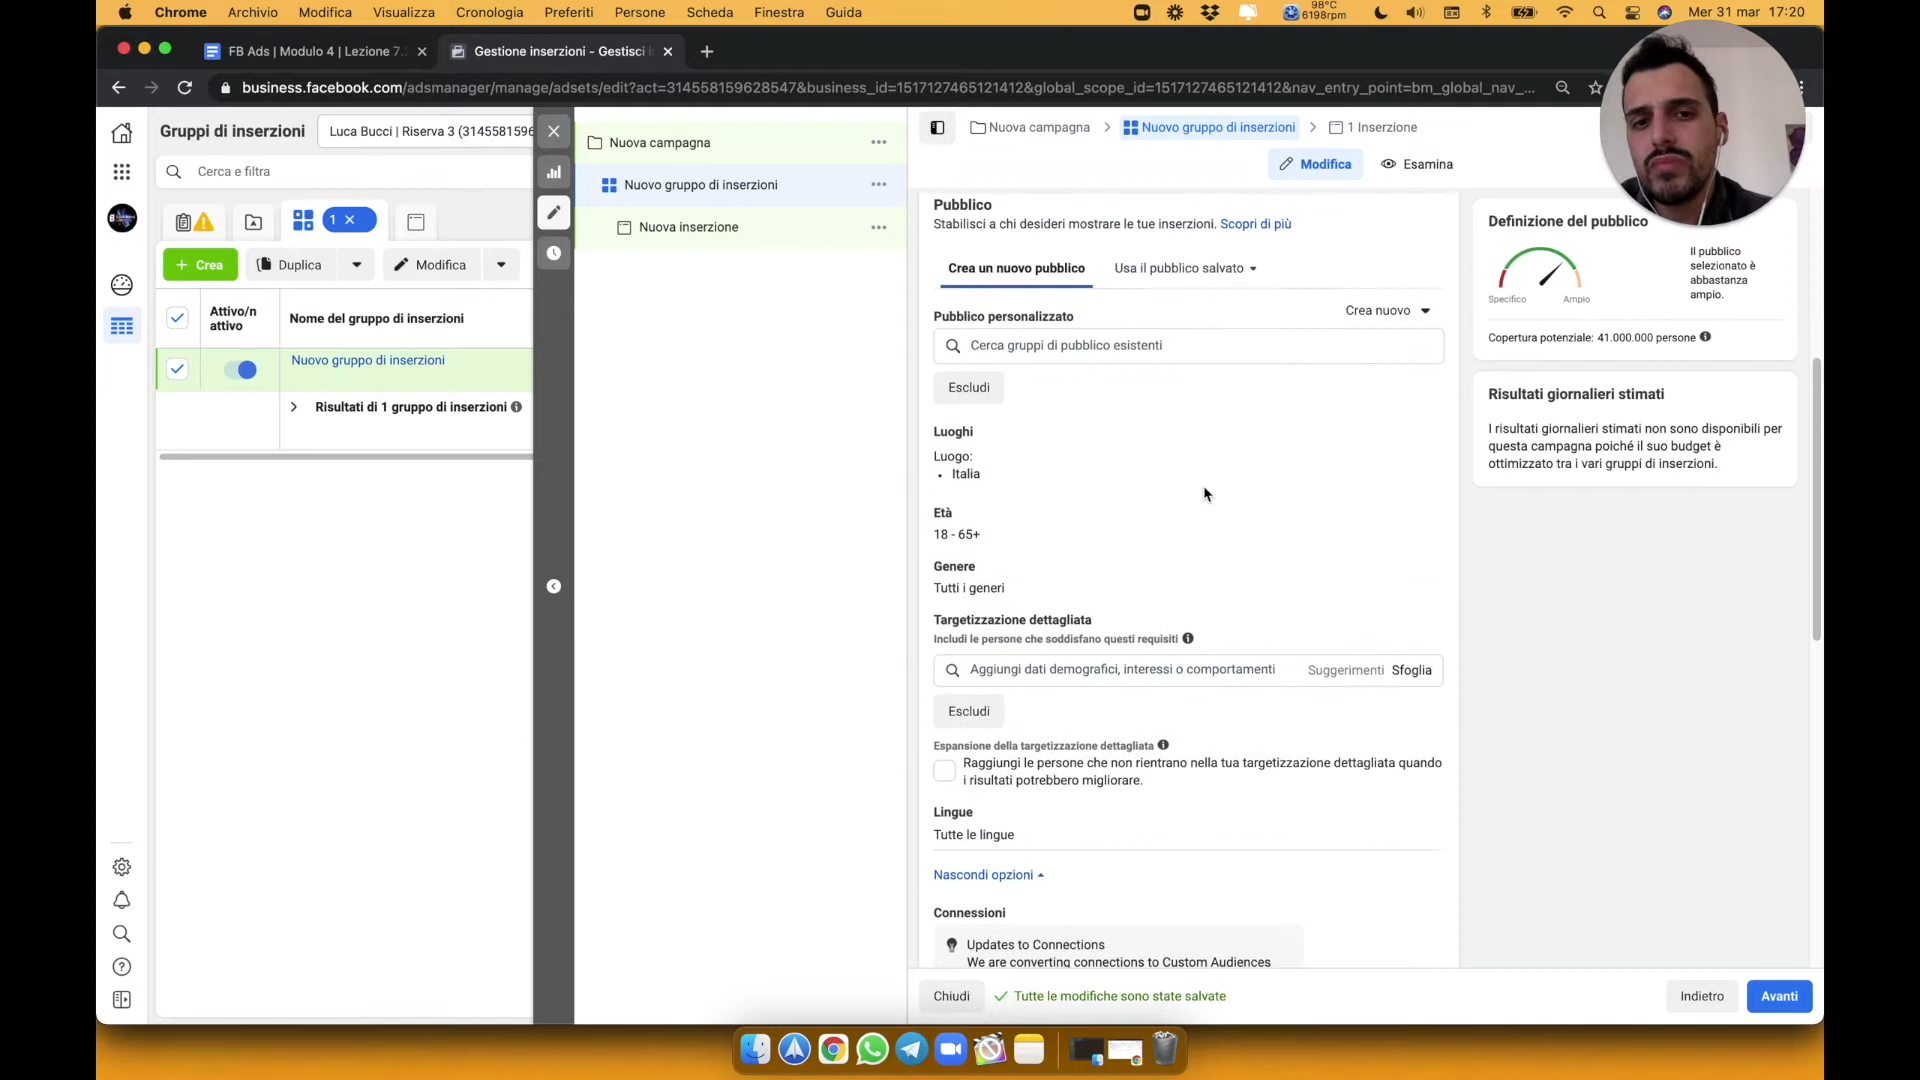 Chrome Archivio Modifica Visualizza Cronologia Preferiti Persone Scheda Finestra Guida
98°C
6198rpm
Mer 31 mar 17:20
FB Ads | Modulo 4 | Lezione 7.
Gestione inserzioni - Gestisci i
business.facebook.com/adsmanager/manage/adsets/edit?act=314558159628547&business_id=1517127465121412&global_scope_id=1517127465121412&nav_entry_point=bm_global_nav_...
Gruppi di inserzioni
Luca Bucci | Riserva 3 (3145581596
Cerca e filtra
1
Crea
Duplica
Modifica
Attivo/n
attivo
Nome del gruppo di inserzioni
Nuovo gruppo di inserzioni
Risultati di 1 gruppo di inserzioni
Nuova campagna
Nuovo gruppo di inserzioni
Nuova inserzione
Nuova campagna
Nuovo gruppo di inserzioni
1 Inserzione
Modifica
Esamina
Pubblico
Stabilisci a chi desideri mostrare le tue inserzioni. Scopri di più
Crea un nuovo pubblico
Usa il pubblico salvato
Pubblico personalizzato
Crea nuovo
Cerca gruppi di pubblico esistenti
Escludi
Luoghi
Luogo:
• Italia
Età
18 - 65+
Genere
Tutti i generi
Targetizzazione dettagliata
Includi le persone che soddisfano questi requisiti
Aggiungi dati demografici, interessi o comportamenti
Suggerimenti
Sfoglia
Escludi
Espansione della targetizzazione dettagliata
Raggiungi le persone che non rientrano nella tua targetizzazione dettagliata quando
i risultati potrebbero migliorare.
Lingue
Tutte le lingue
Nascondi opzioni
Connessioni
Updates to Connections
We are converting connections to Custom Audiences
Chiudi
Tutte le modifiche sono state salvate
Indietro
Avanti
Definizione del pubblico
Specifico
Ampio
Il pubblico
selezionato è
abbastanza
ampio.
Copertura potenziale: 41.000.000 persone
Risultati giornalieri stimati
I risultati giornalieri stimati non sono disponibili per
questa campagna poiché il suo budget è
ottimizzato tra i vari gruppi di inserzioni.